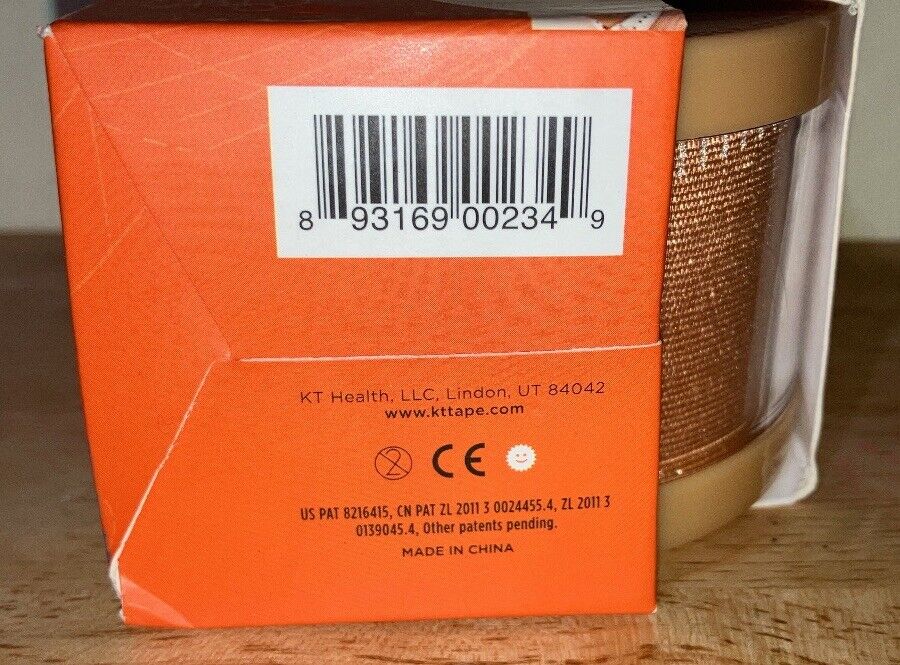 8 93169 00234 9
KT Health, LLC, Lindon, UT 84042
www.kttape.com
2 CE
US PAT 8216415, CN PAT ZL 2011 3 0024455.4, ZL 2011 3
0139045.4, Other patents pending.
MADE IN CHINA